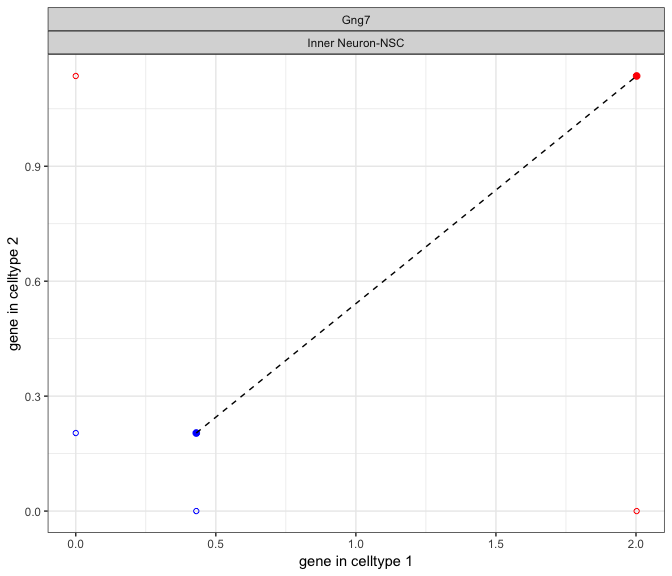 Gng7
Inner Neuron-NSC
gene in celltype 2
0.9
0.6
0.3
0.0
0.0 0.5 1.0 1.5 2.0
gene in celltype 1